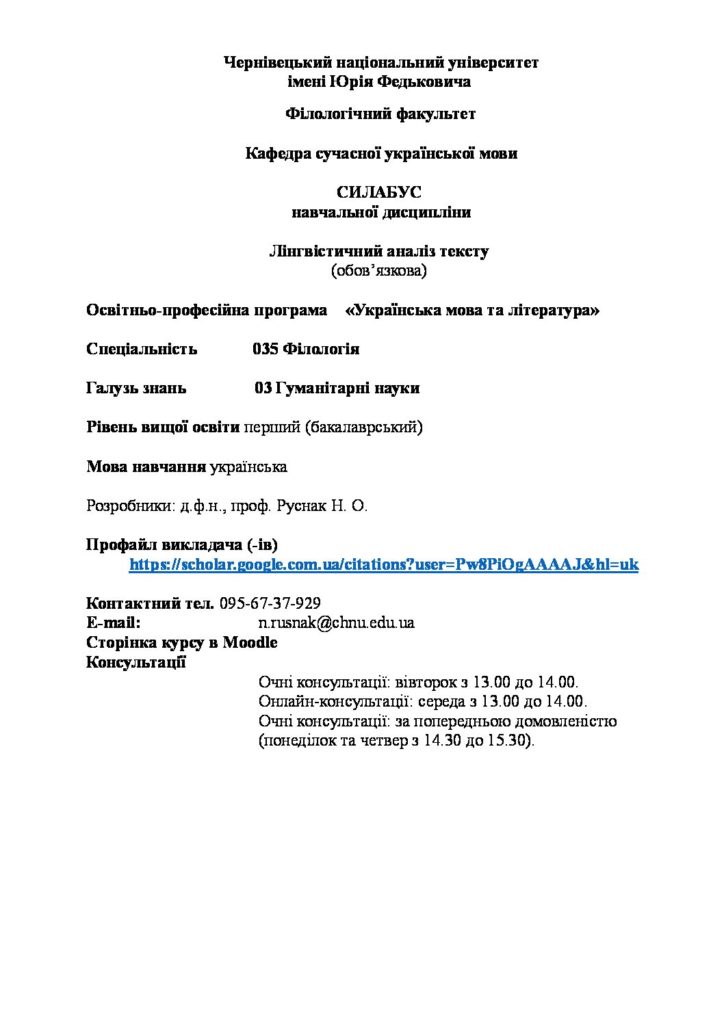 Чернівецький національний університет
імені Юрія Федьковича
Філологічний факультет
Кафедра сучасної української мови
СИЛАБУС
навчальної дисципліни
Лінгвістичний аналіз тексту
(обов’язкова)
Освітньо-професійна програма «Українська мова та література»
Спеціальність 035 Філологія
Галузь знань 03 Гуманітарні науки
Рівень вищої освіти перший (бакалаврський)
Мова навчання українська
Розробники: д.ф.н., проф. Руснак Н. О.
Профайл викладача (-ів)
https://scholar.google.com.ua/citations?user=Pw8PiOgAAAAJ&hl=uk
Контактний тел. 095-67-37-929
E-mail: n.rusnak@chnu.edu.ua
Сторінка курсу в Moodle
Консультації
Очні консультації: вівторок з 13.00 до 14.00.
Онлайн-консультації: середа з 13.00 до 14.00.
Очні консультації: за попередньою домовленістю
(понеділок та четвер з 14.30 до 15.30).